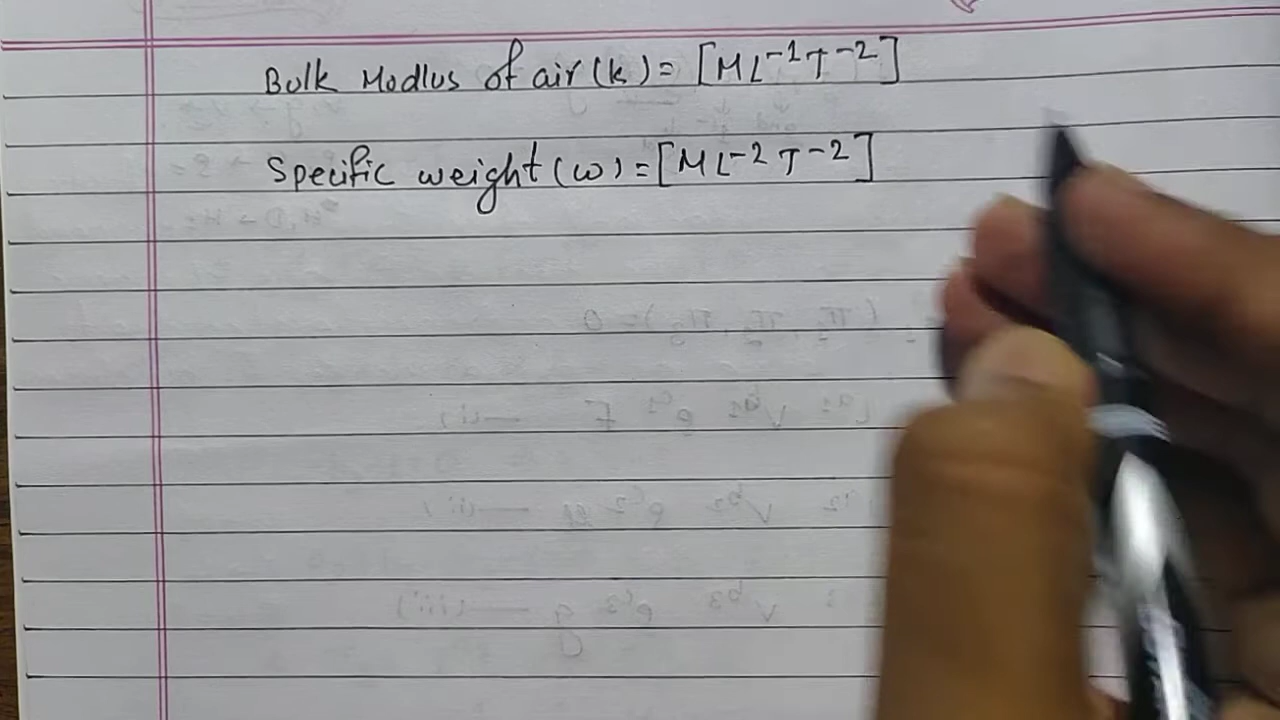 Bulk Modlus of air (k) = [ML⁻¹T⁻²]
Specific weight (ω) = [ML⁻²T⁻²]